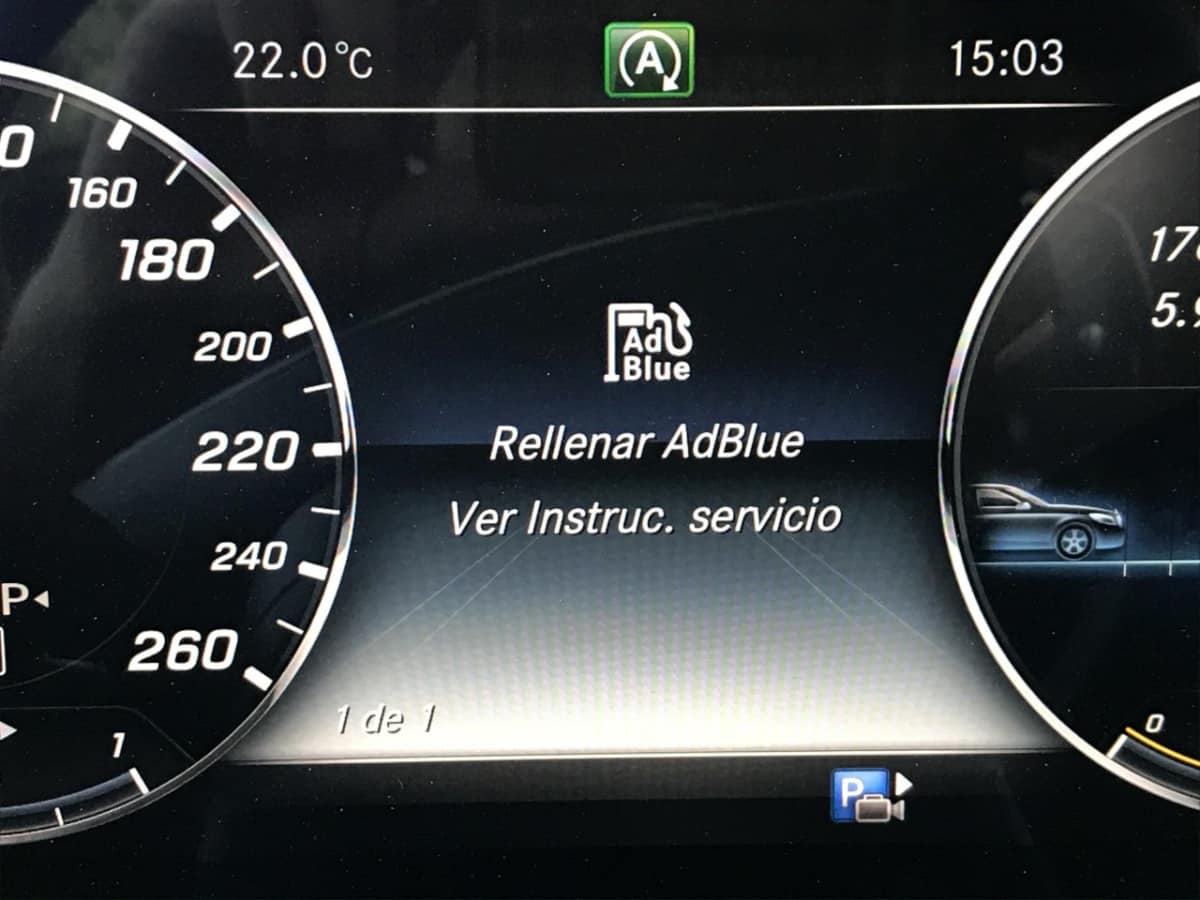 22.0°C
A
15:03
160
180
200
220
240
260
P
1
Ad
Blue
Rellenar AdBlue
Ver Instruc. servicio
1 de 1
P
0